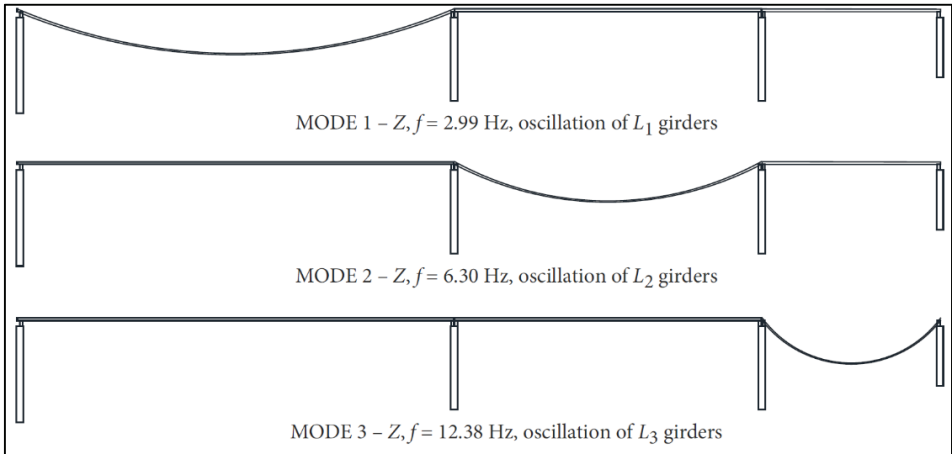 MODE 1 – Z, f = 2.99 Hz, oscillation of L₁ girders
MODE 2 – Z, f = 6.30 Hz, oscillation of L₂ girders
MODE 3 – Z, f = 12.38 Hz, oscillation of L₃ girders